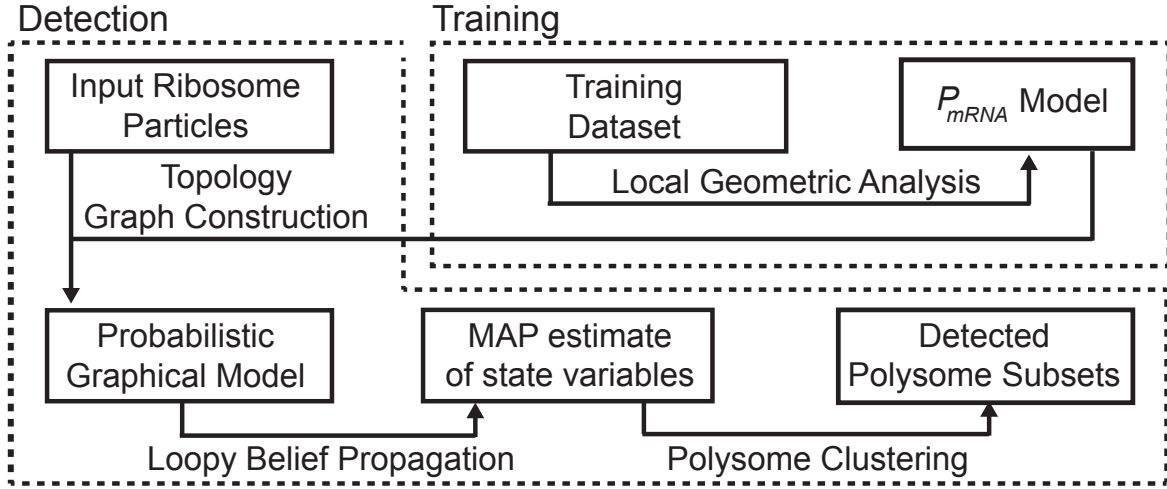 Detection
Training
Input Ribosome
Particles
Training
Dataset
PmRNA Model
Topology
Graph Construction
Local Geometric Analysis
Probabilistic
Graphical Model
MAP estimate
of state variables
Detected
Polysome Subsets
Loopy Belief Propagation
Polysome Clustering